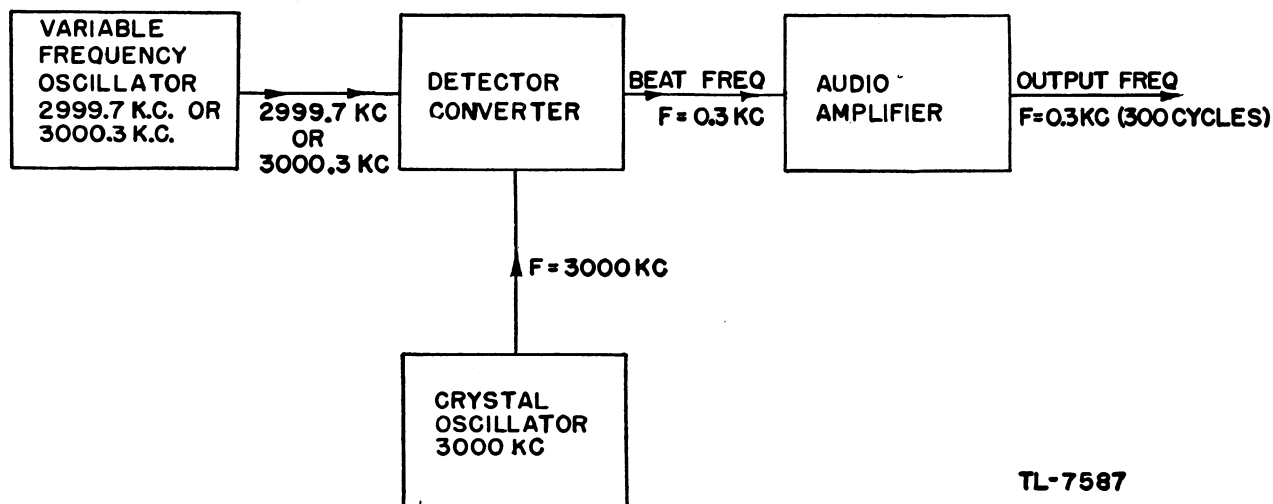 VARIABLE
FREQUENCY
OSCILLATOR
2999.7 K.C. OR
3000.3 K.C.
2999.7 KC
OR
3000.3 KC
DETECTOR
CONVERTER
BEAT FREQ
F = 0.3 KC
AUDIO
AMPLIFIER
OUTPUT FREQ
F=0.3KC (300 CYCLES)
F = 3000 KC
CRYSTAL
OSCILLATOR
3000 KC
TL-7587